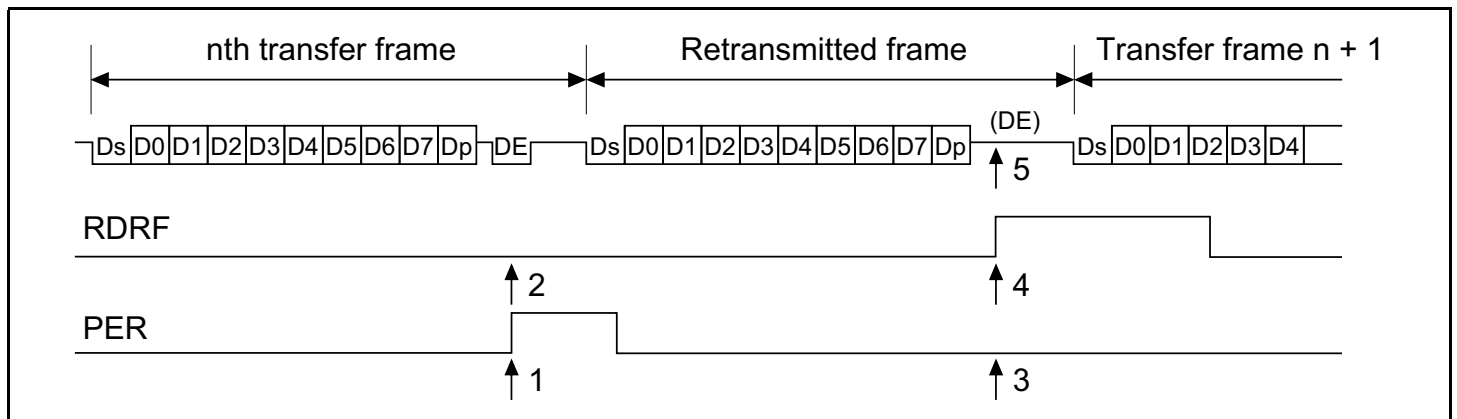 nth transfer frame Retransmitted frame Transfer frame n + 1
(DE)
Ds D0 D1 D2 D3 D4 D5 D6 D7 Dp DE Ds D0 D1 D2 D3 D4 D5 D6 D7 Dp Ds D0 D1 D2 D3 D4
5
RDRF
2 4
PER
1 3